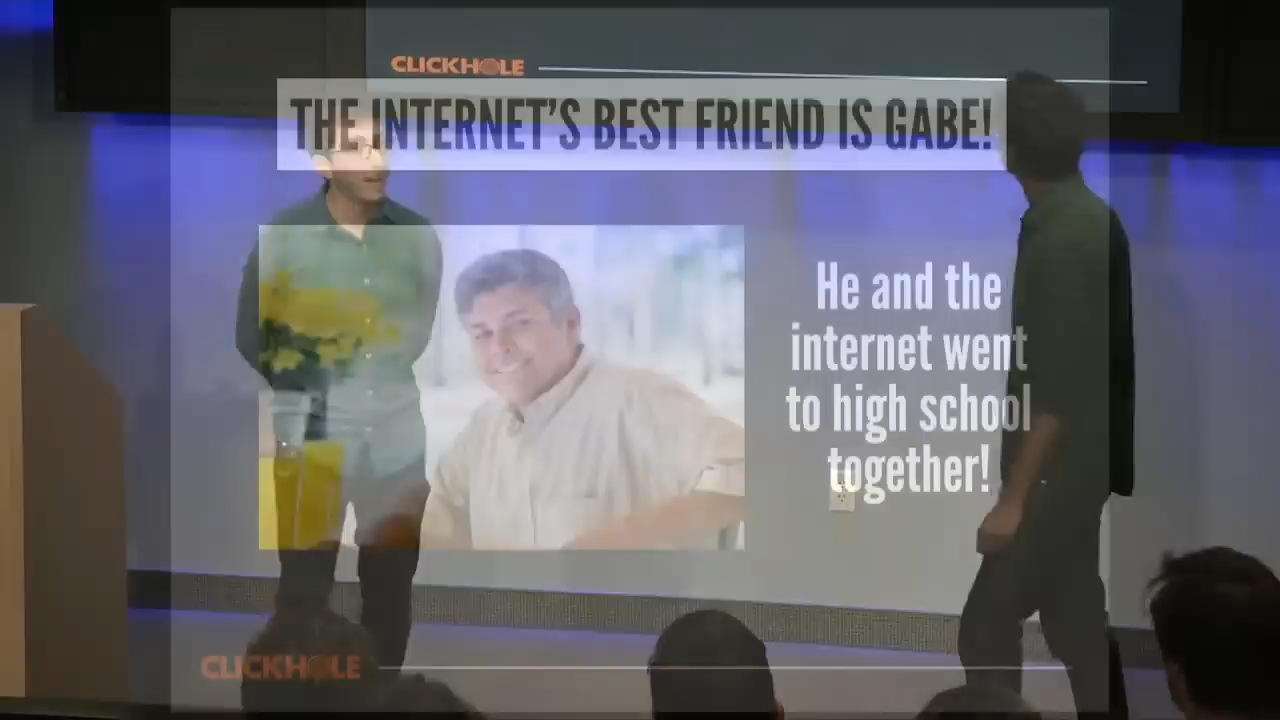 CLICKHOLE
THE INTERNET'S BEST FRIEND IS GABE!
He and the
internet went
to high school
together!
CLICKHOLE